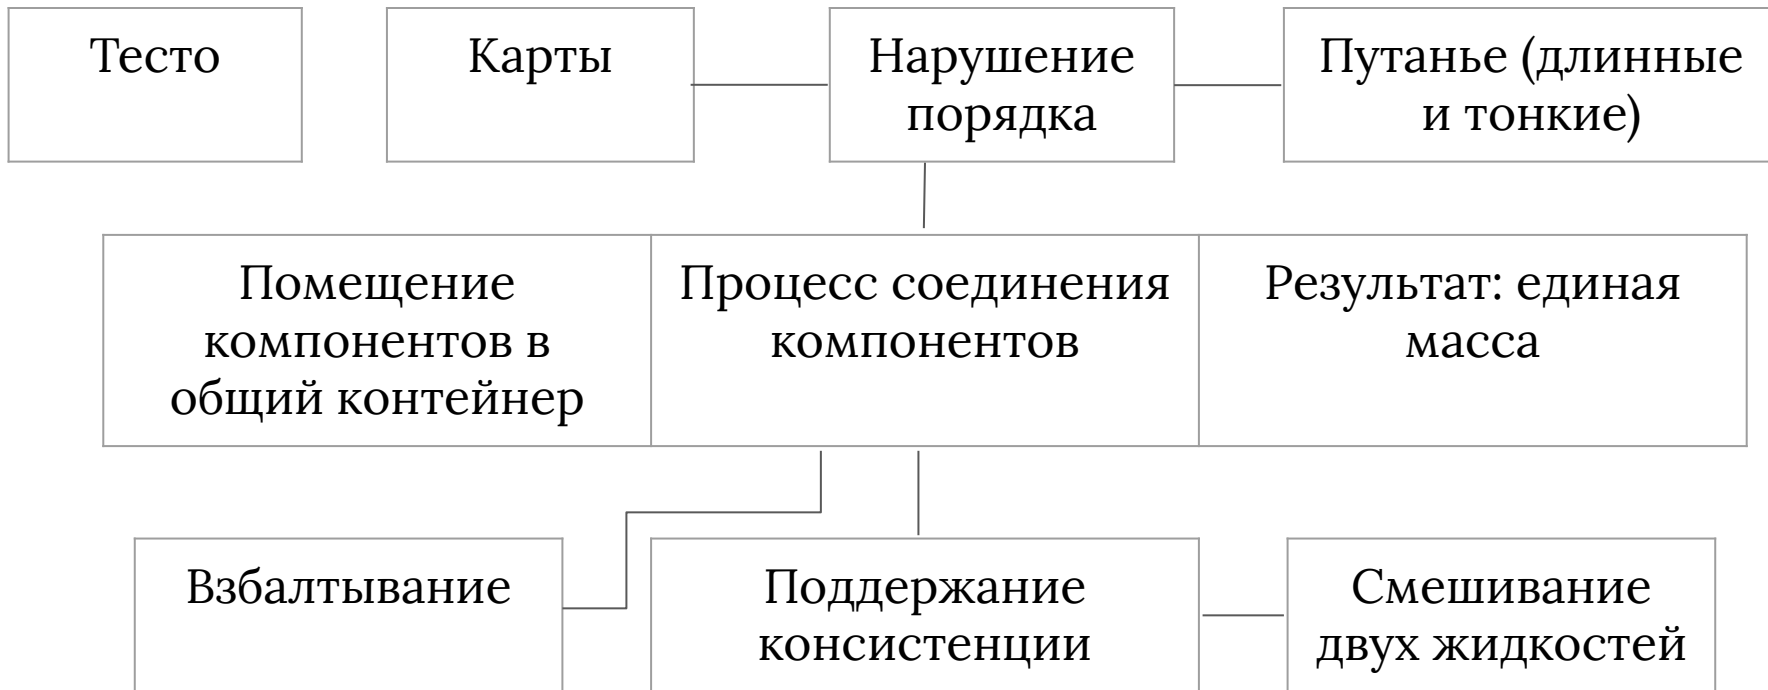 Тесто
Карты
Нарушение
порядка
Путанье (длинные
и тонкие)
Помещение
компонентов в
общий контейнер
Процесс соединения
компонентов
Результат: единая
масса
Взбалтывание
Поддержание
консистенции
Смешивание
двух жидкостей